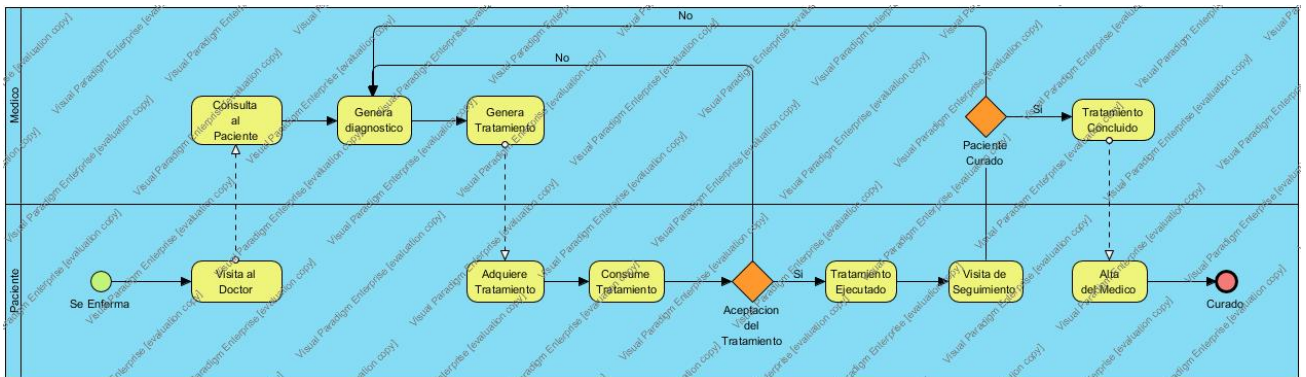 No
No
Medico
Consulta
al
Paciente
Genera
diagnostico
Genera
Tratamiento
Paciente
Curado
Si
Tratamiento
Concluido
Paciente
Se Enferma
Visita al
Doctor
Adquiere
Tratamiento
Consume
Tratamiento
Aceptacion
del
Tratamiento
Si
Tratamiento
Ejecutado
Visita de
Seguimiento
Alta
del Medico
Curado
Visual Paradigm Enterprise [evaluation copy]